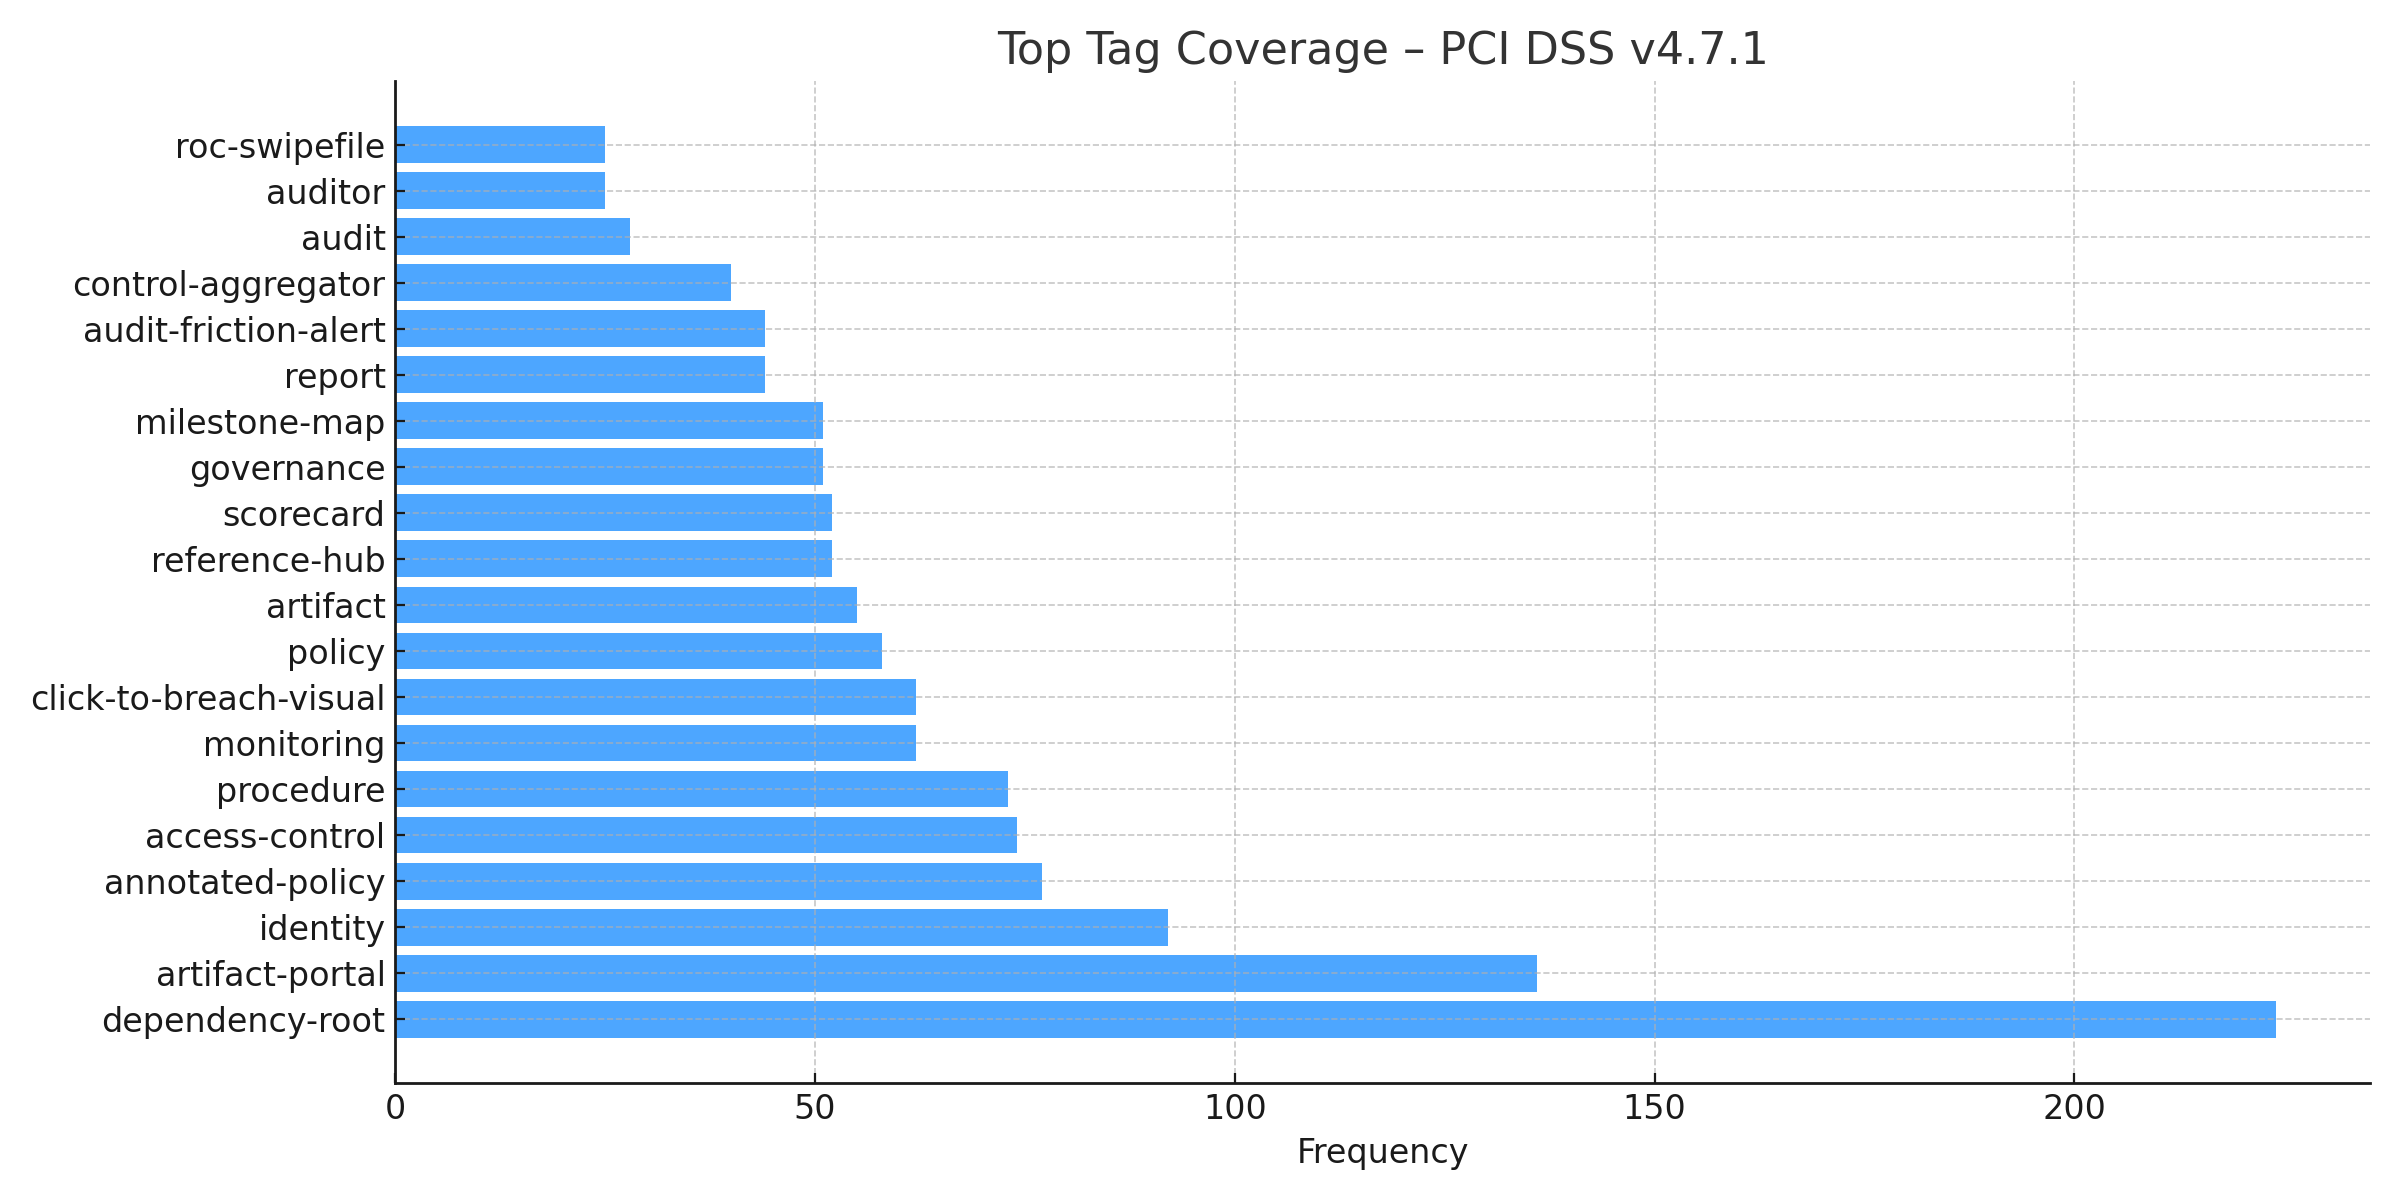 Top Tag Coverage – PCI DSS v4.7.1
roc-swipefile
auditor
audit
control-aggregator
audit-friction-alert
report
milestone-map
governance
scorecard
reference-hub
artifact
policy
click-to-breach-visual
monitoring
procedure
access-control
annotated-policy
identity
artifact-portal
dependency-root
0 50 100 150 200
Frequency